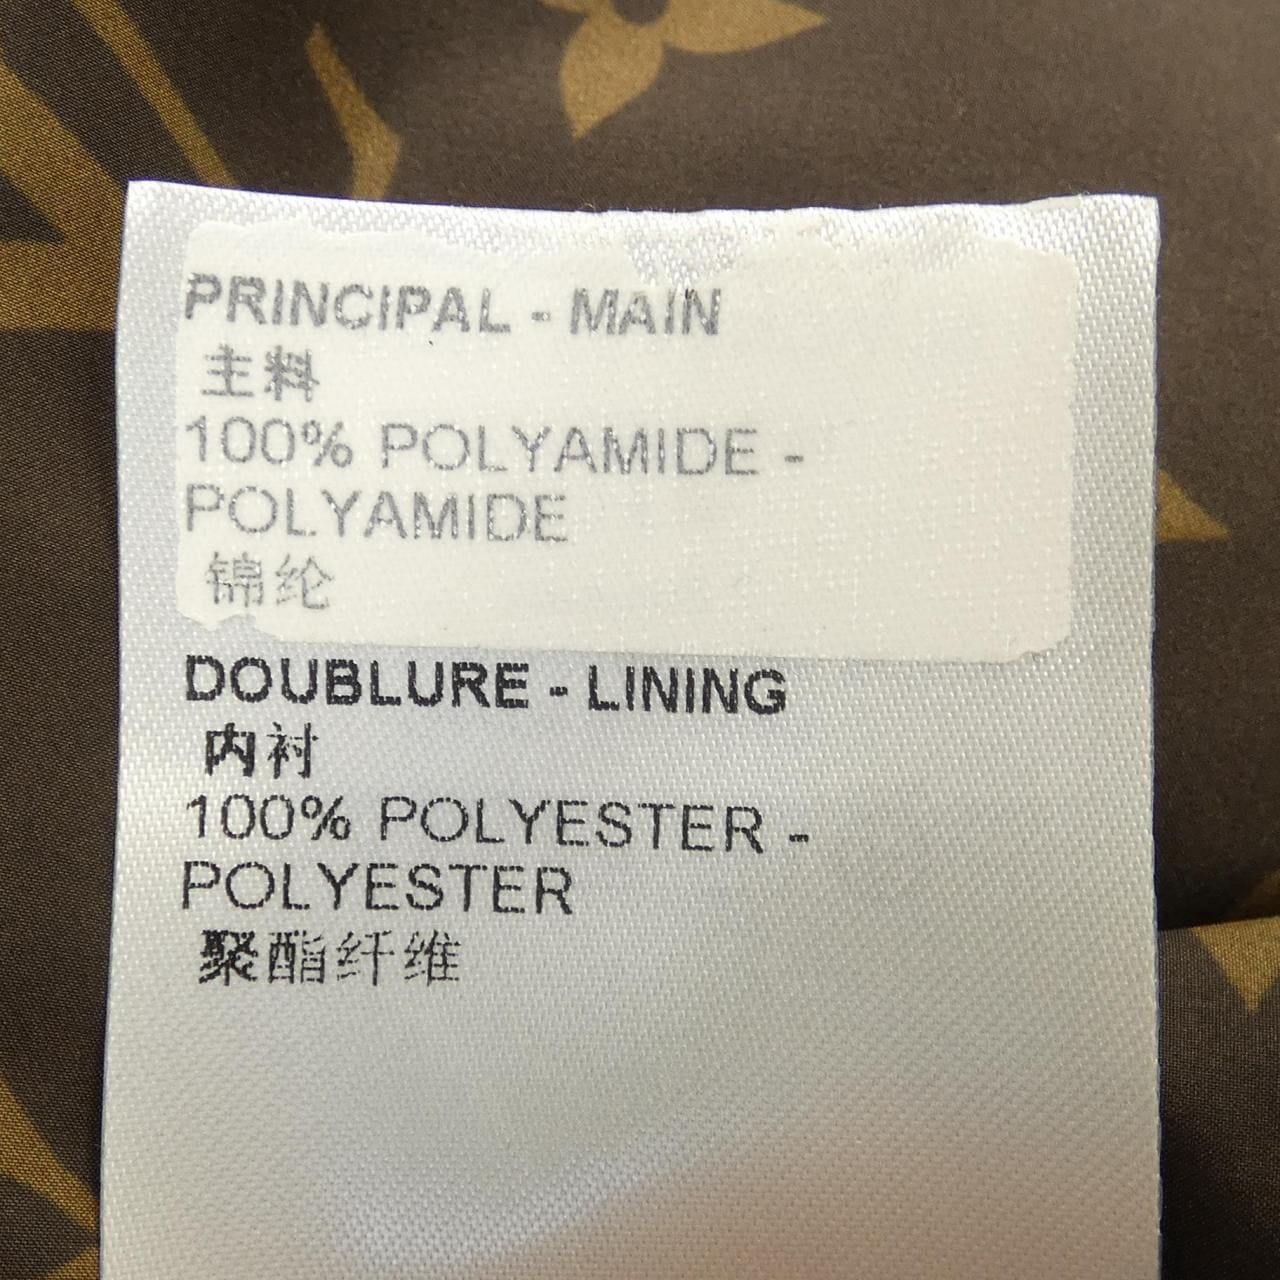 PRINCIPAL - MAIN
主料
100% POLYAMIDE -
POLYAMIDE
锦纶
DOUBLURE - LINING
内衬
100% POLYESTER -
POLYESTER
聚酯纤维